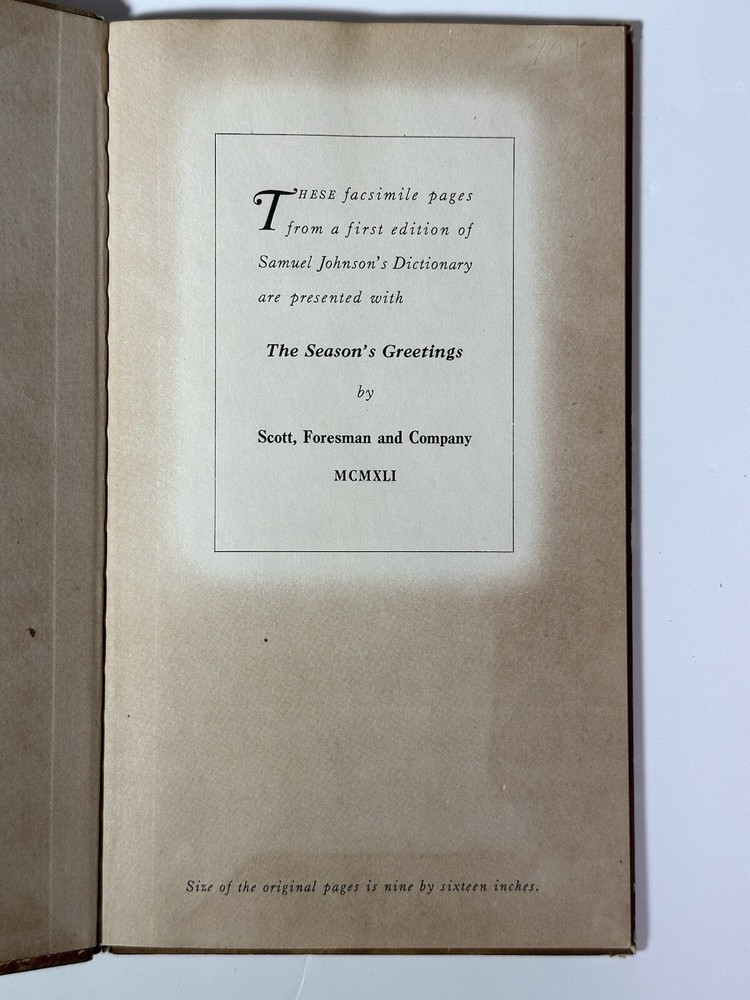 THESE facsimile pages
from a first edition of
Samuel Johnson's Dictionary
are presented with
The Season's Greetings
by
Scott, Foresman and Company
MCMXLI
Size of the original pages is nine by sixteen inches.